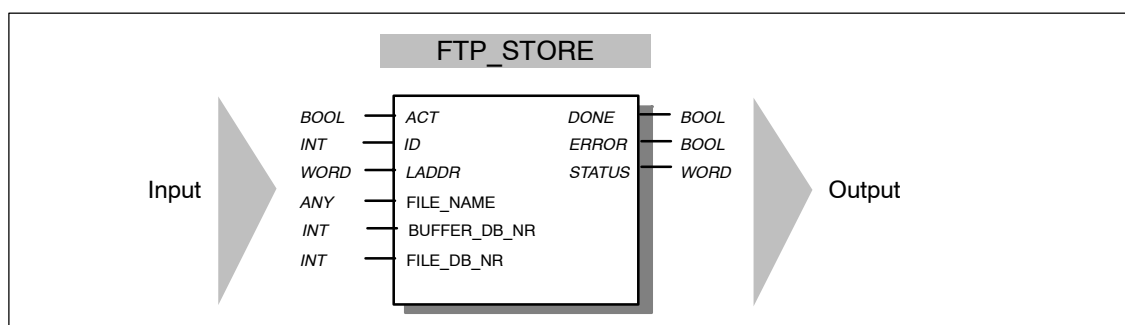 FTP_STORE
BOOL ACT DONE BOOL
INT ID ERROR BOOL
WORD LADDR STATUS WORD
Input ANY FILE_NAME Output
INT BUFFER_DB_NR
INT FILE_DB_NR